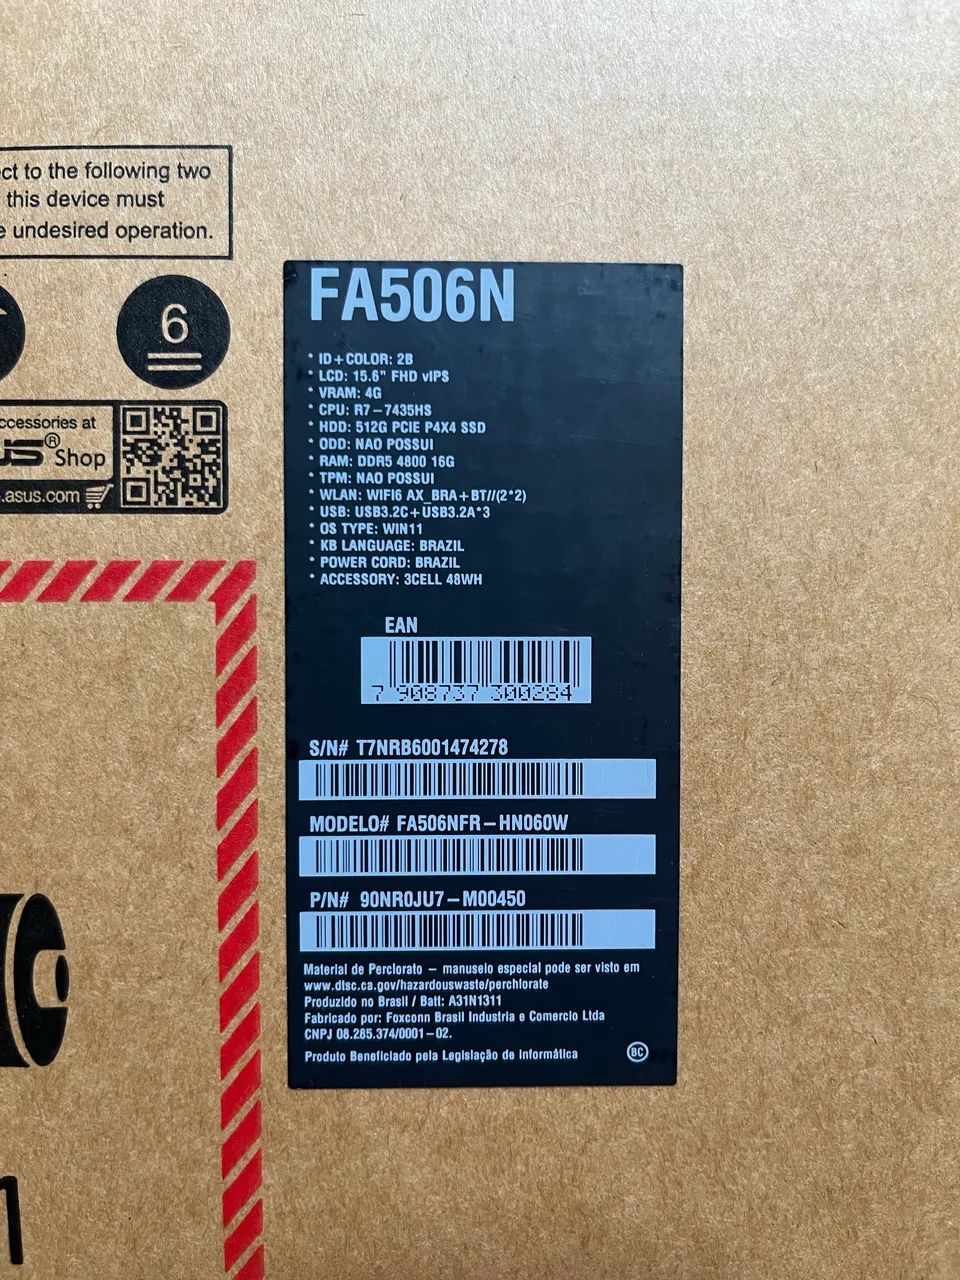 ct to the following two
this device must
e undesired operation.
6
ccessories at
US® Shop
.asus.com
FA506N
* ID+COLOR: 2B
* LCD: 15.6" FHD vIPS
* VRAM: 4G
* CPU: R7-7435HS
* HDD: 512G PCIE P4X4 SSD
* ODD: NAO POSSUI
* RAM: DDR5 4800 16G
* TPM: NAO POSSUI
* WLAN: WIFI6 AX_BRA+BT//(2*2)
* USB: USB3.2C+USB3.2A*3
* OS TYPE: WIN11
* KB LANGUAGE: BRAZIL
* POWER CORD: BRAZIL
* ACCESSORY: 3CELL 48WH
EAN
7 908737 300284
S/N# T7NRB6001474278
MODELO# FA506NFR-HN060W
P/N# 90NR0JU7-M00450
Material de Perclorato - manuseio especial pode ser visto em
www.dtsc.ca.gov/hazardouswaste/perchlorate
Produzido no Brasil / Batt: A31N1311
Fabricado por: Foxconn Brasil Industria e Comercio Ltda
CNPJ 08.285.374/0001-02.
Produto Beneficiado pela Legislação de Informática
BC
1